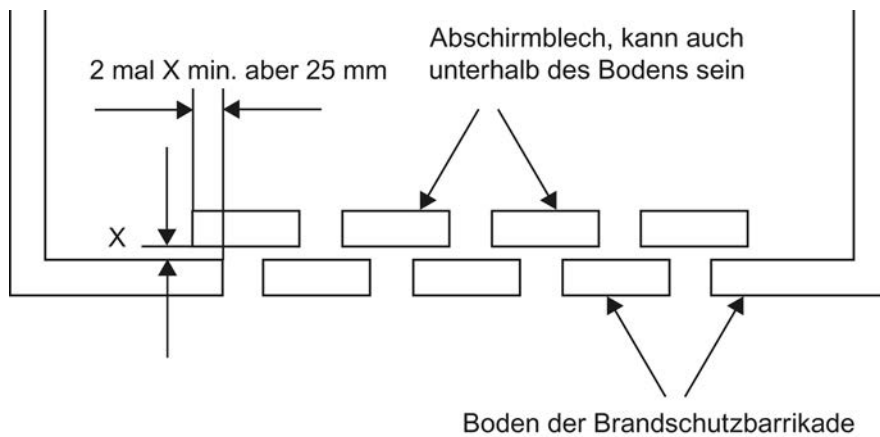 Abschirmblech, kann auch
unterhalb des Bodens sein
2 mal X min. aber 25 mm
X
Boden der Brandschutzbarrikade